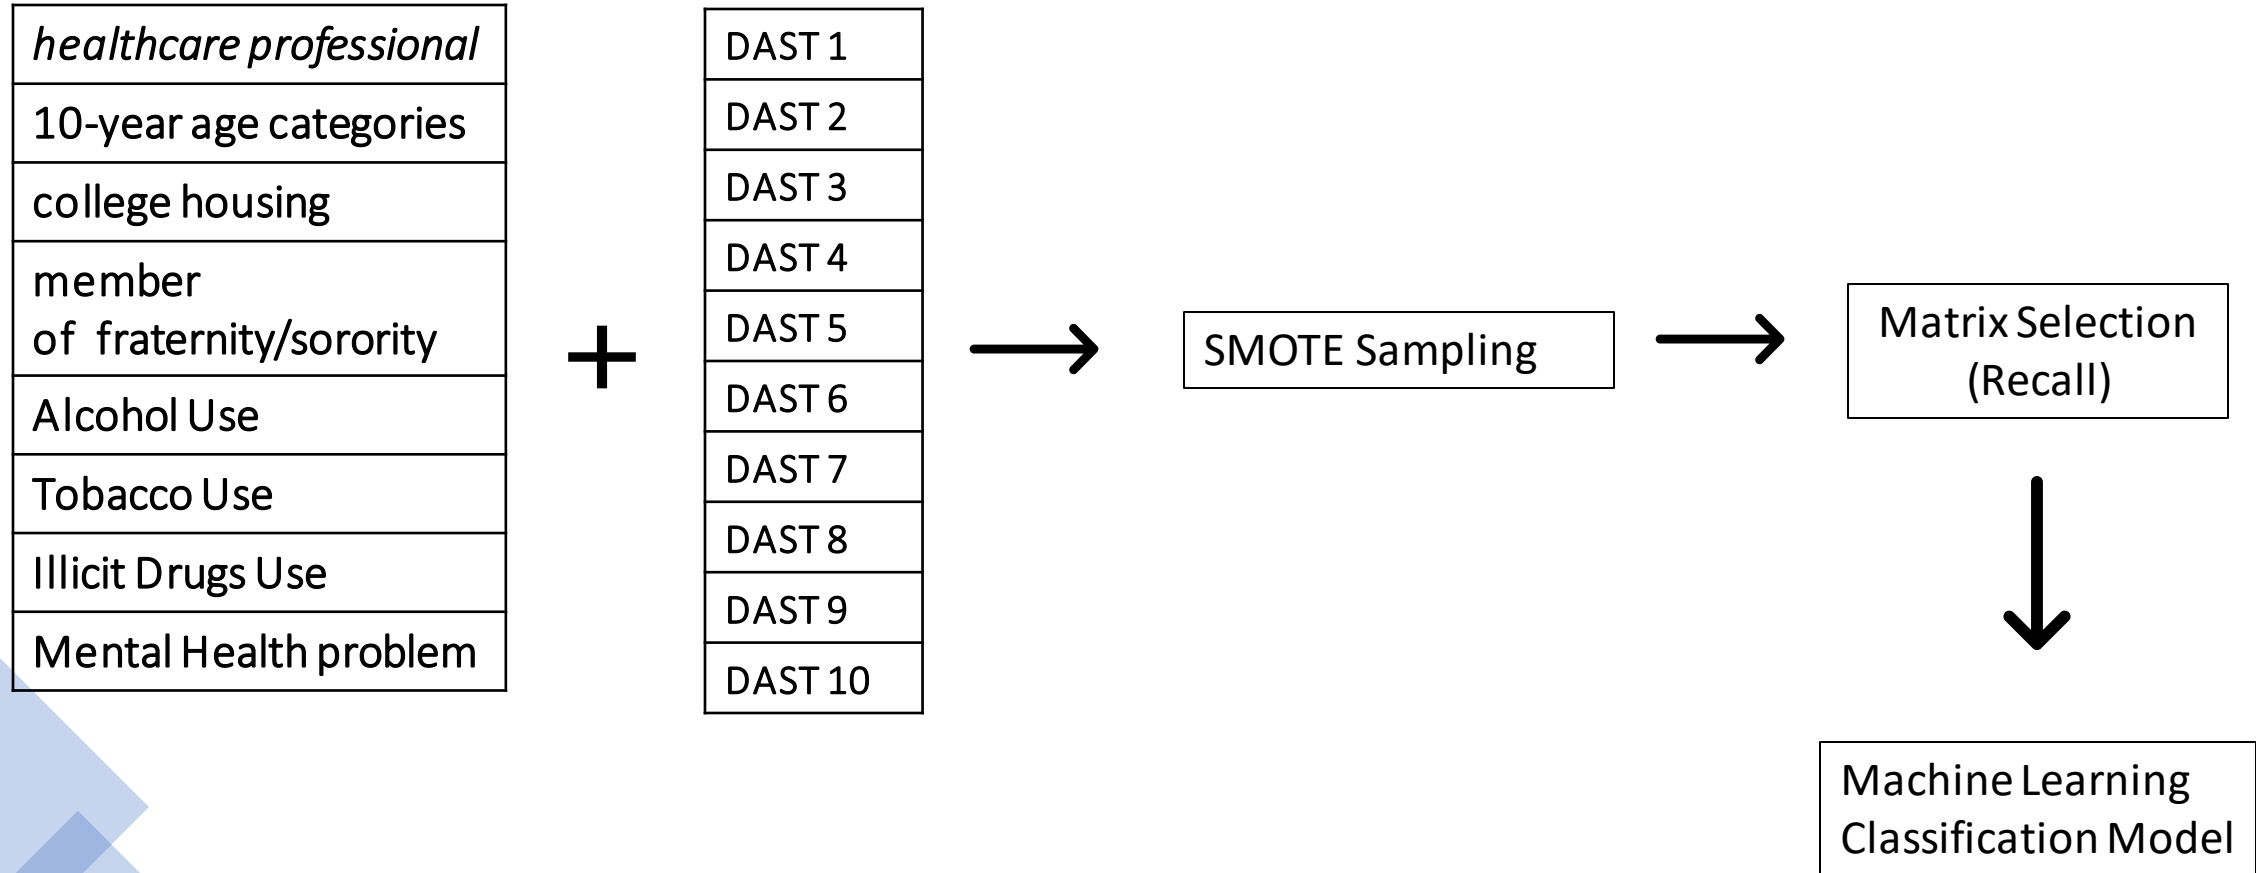 healthcare professional
10-year age categories
college housing
member
of fraternity/sorority
Alcohol Use
Tobacco Use
Illicit Drugs Use
Mental Health problem
+
DAST 1
DAST 2
DAST 3
DAST 4
DAST 5
DAST 6
DAST 7
DAST 8
DAST 9
DAST 10
SMOTE Sampling
Matrix Selection
(Recall)
Machine Learning
Classification Model